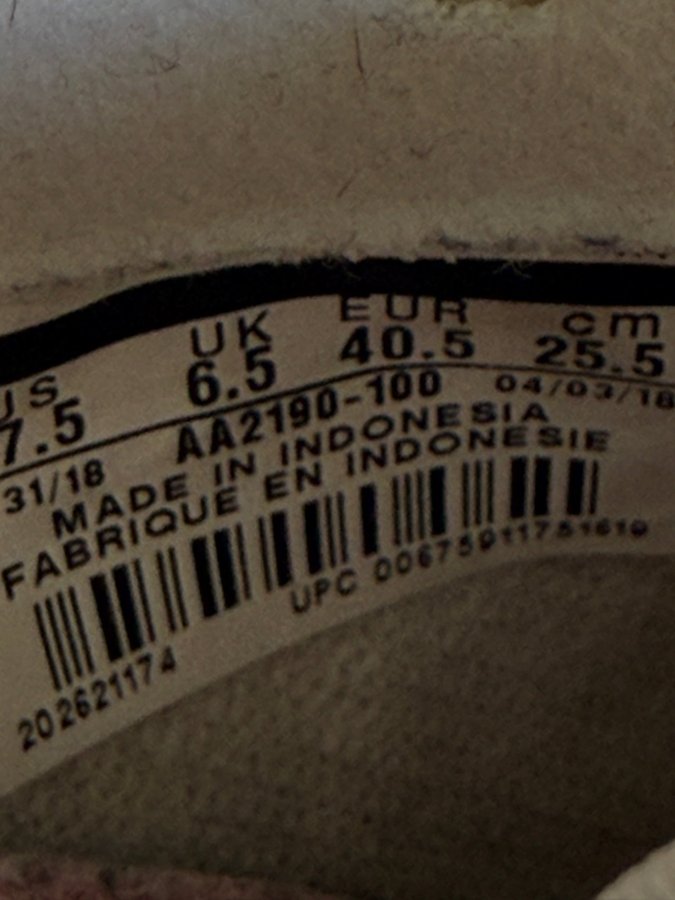 US UK EUR cm
7.5 6.5 40.5 25.5
AA2190-100 04/03/18
31/18
MADE IN INDONESIA
FABRIQUE EN INDONESIE
UPC 00675911751619
202621174